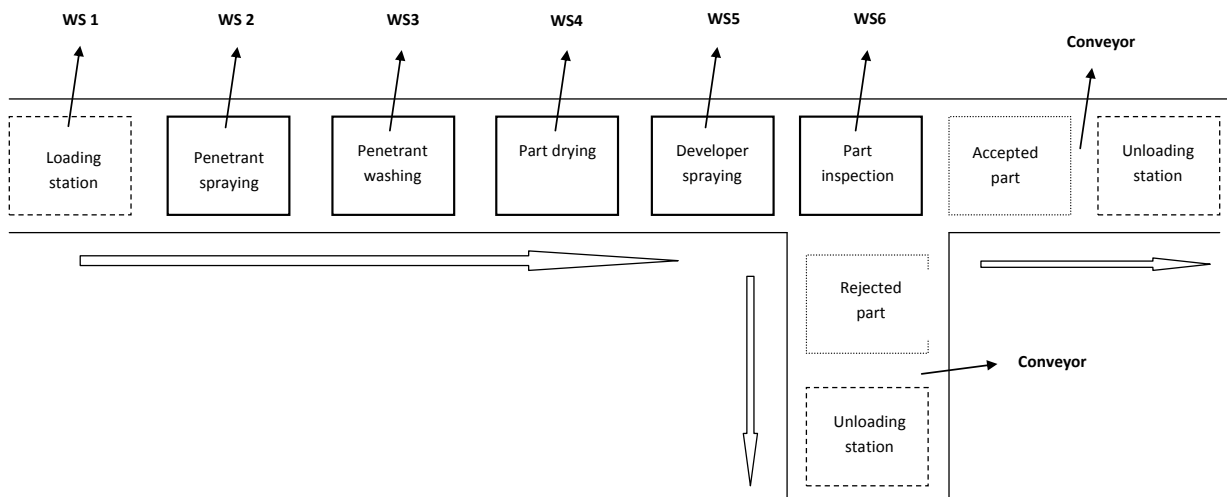 WS 1
WS 2
WS3
WS4
WS5
WS6
Conveyor
Loading
station
Penetrant
spraying
Penetrant
washing
Part drying
Developer
spraying
Part
inspection
Accepted
part
Unloading
station
Rejected
part
Conveyor
Unloading
station